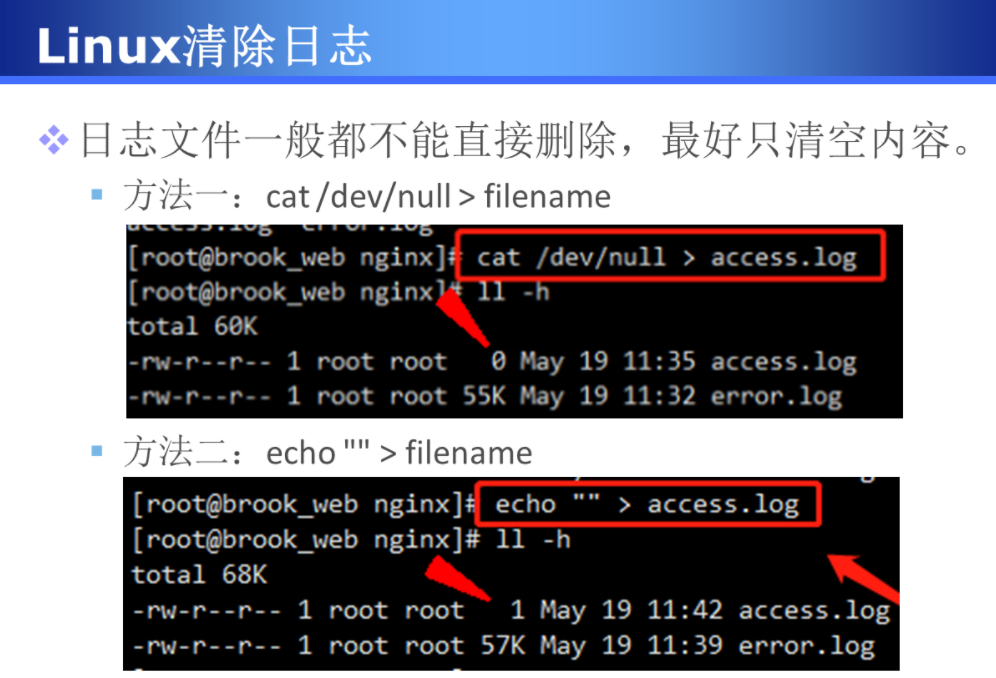 Linux清除日志
日志文件一般都不能直接删除，最好只清空内容。
方法一：cat /dev/null > filename
access.log error.log
[root@brook_web nginx]# cat /dev/null > access.log
[root@brook_web nginx]# ll -h
total 60K
-rw-r--r-- 1 root root 0 May 19 11:35 access.log
-rw-r--r-- 1 root root 55K May 19 11:32 error.log
方法二：echo "" > filename
[root@brook_web nginx]# echo "" > access.log
[root@brook_web nginx]# ll -h
total 68K
-rw-r--r-- 1 root root 1 May 19 11:42 access.log
-rw-r--r-- 1 root root 57K May 19 11:39 error.log